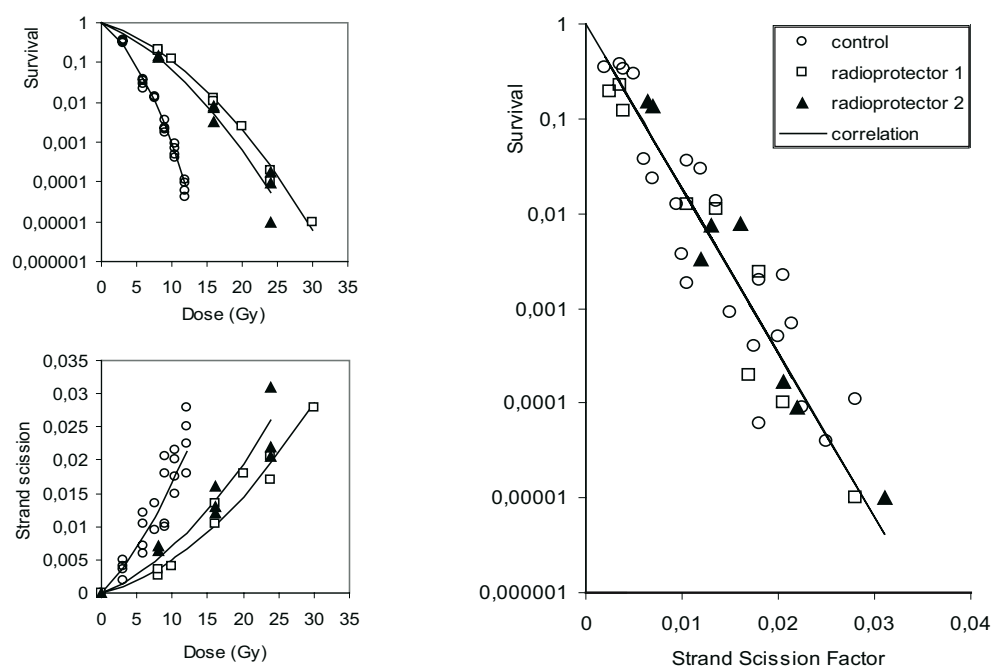 Survival
1
0,1
0,01
0,001
0,0001
0,00001
0,000001
0 5 10 15 20 25 30 35
Dose (Gy)
Strand scission
0,035
0,03
0,025
0,02
0,015
0,01
0,005
0
0 5 10 15 20 25 30 35
Dose (Gy)
Survival
1
0,1
0,01
0,001
0,0001
0,00001
0,000001
0 0,01 0,02 0,03 0,04
Strand Scission Factor
control
radioprotector 1
radioprotector 2
correlation